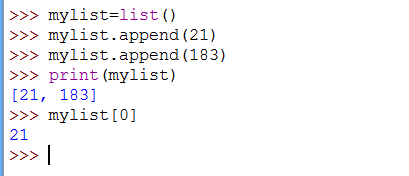 >>> mylist=list()
>>> mylist.append(21)
>>> mylist.append(183)
>>> print(mylist)
[21, 183]
>>> mylist[0]
21
>>>